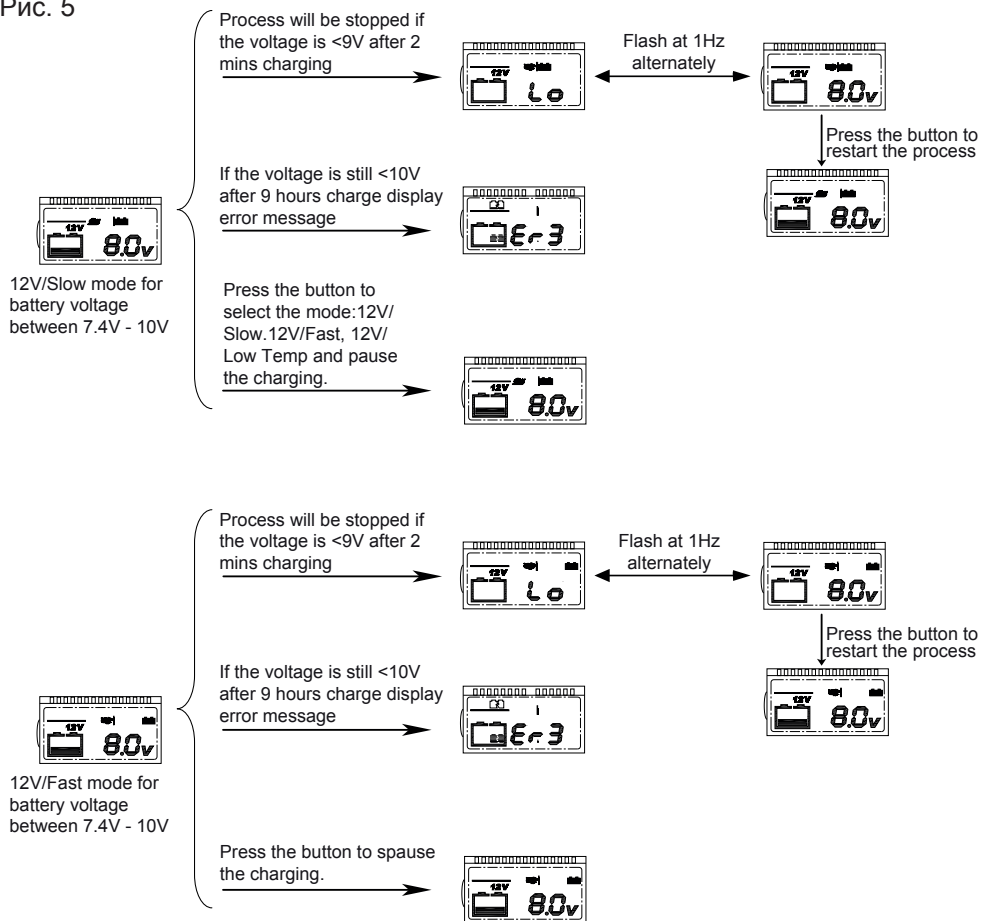 Рис. 5
Process will be stopped if
the voltage is <9V after 2
mins charging
12V
Lo
Flash at 1Hz
alternately
12V
8.0v
Press the button to
restart the process
12V
8.0v
12V
8.0v
12V/Slow mode for
battery voltage
between 7.4V - 10V
If the voltage is still <10V
after 9 hours charge display
error message
Er3
Press the button to
select the mode:12V/
Slow.12V/Fast, 12V/
Low Temp and pause
the charging.
12V
8.0v
Process will be stopped if
the voltage is <9V after 2
mins charging
12V
Lo
Flash at 1Hz
alternately
12V
8.0v
Press the button to
restart the process
12V
8.0v
12V
8.0v
12V/Fast mode for
battery voltage
between 7.4V - 10V
If the voltage is still <10V
after 9 hours charge display
error message
Er3
Press the button to spause
the charging.
12V
8.0v